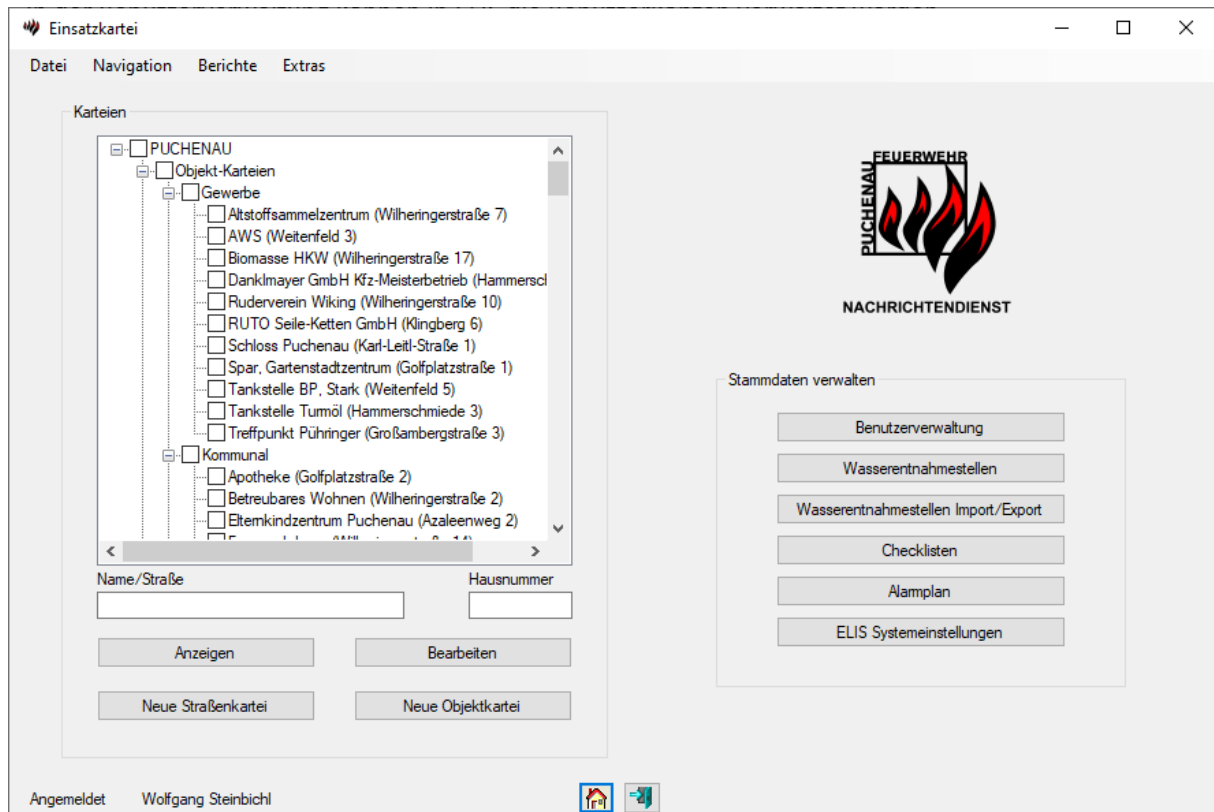 Einsatzkartei
Datei Navigation Berichte Extras
Karteien
PUCHENAU
Objekt-Karteien
Gewerbe
Altstoffsammelzentrum (Wilheringerstraße 7)
AWS (Weitenfeld 3)
Biomasse HKW (Wilheringerstraße 17)
Danklmayer GmbH Kfz-Meisterbetrieb (Hammersch
Ruderverein Wiking (Wilheringerstraße 10)
RUTO Seile-Ketten GmbH (Klingberg 6)
Schloss Puchenau (Karl-Leitl-Straße 1)
Spar, Gartenstadtzentrum (Golfplatzstraße 1)
Tankstelle BP, Stark (Weitenfeld 5)
Tankstelle Turmöl (Hammerschmiede 3)
Treffpunkt Pühringer (Großambergstraße 3)
Kommunal
Apotheke (Golfplatzstraße 2)
Betreubares Wohnen (Wilheringerstraße 2)
Elternkindzentrum Puchenau (Azaleenweg 2)
Name/Straße Hausnummer
Anzeigen Bearbeiten
Neue Straßenkartei Neue Objektkartei
FEUERWEHR
PUCHENAU
NACHRICHTENDIENST
Stammdaten verwalten
Benutzerverwaltung
Wasserentnahmestellen
Wasserentnahmestellen Import/Export
Checklisten
Alarmplan
ELIS Systemeinstellungen
Angemeldet Wolfgang Steinbichl